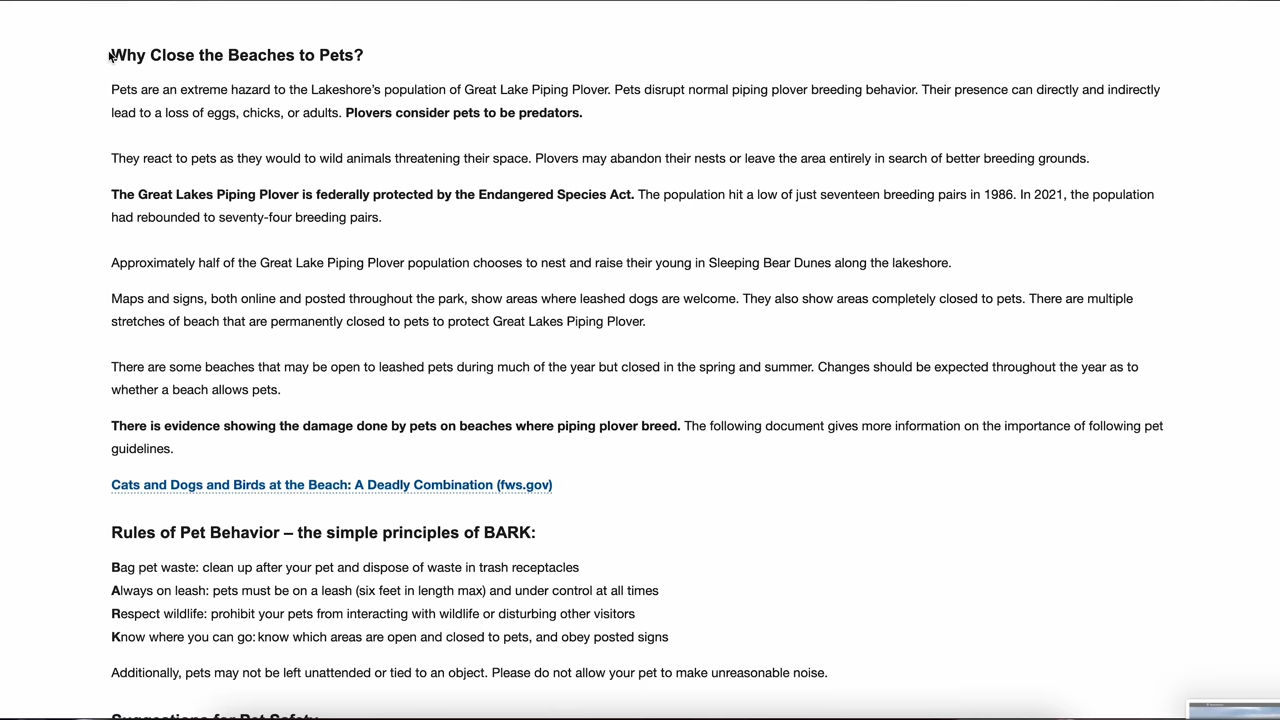 Why Close the Beaches to Pets?
Pets are an extreme hazard to the Lakeshore's population of Great Lake Piping Plover. Pets disrupt normal piping plover breeding behavior. Their presence can directly and indirectly
lead to a loss of eggs, chicks, or adults. Plovers consider pets to be predators.
They react to pets as they would to wild animals threatening their space. Plovers may abandon their nests or leave the area entirely in search of better breeding grounds.
The Great Lakes Piping Plover is federally protected by the Endangered Species Act. The population hit a low of just seventeen breeding pairs in 1986. In 2021, the population
had rebounded to seventy-four breeding pairs.
Approximately half of the Great Lake Piping Plover population chooses to nest and raise their young in Sleeping Bear Dunes along the lakeshore.
Maps and signs, both online and posted throughout the park, show areas where leashed dogs are welcome. They also show areas completely closed to pets. There are multiple
stretches of beach that are permanently closed to pets to protect Great Lakes Piping Plover.
There are some beaches that may be open to leashed pets during much of the year but closed in the spring and summer. Changes should be expected throughout the year as to
whether a beach allows pets.
There is evidence showing the damage done by pets on beaches where piping plover breed. The following document gives more information on the importance of following pet
guidelines.
Cats and Dogs and Birds at the Beach: A Deadly Combination (fws.gov)
Rules of Pet Behavior – the simple principles of BARK:
Bag pet waste: clean up after your pet and dispose of waste in trash receptacles
Always on leash: pets must be on a leash (six feet in length max) and under control at all times
Respect wildlife: prohibit your pets from interacting with wildlife or disturbing other visitors
Know where you can go: know which areas are open and closed to pets, and obey posted signs
Additionally, pets may not be left unattended or tied to an object. Please do not allow your pet to make unreasonable noise.
Suggestions for Pet Safety